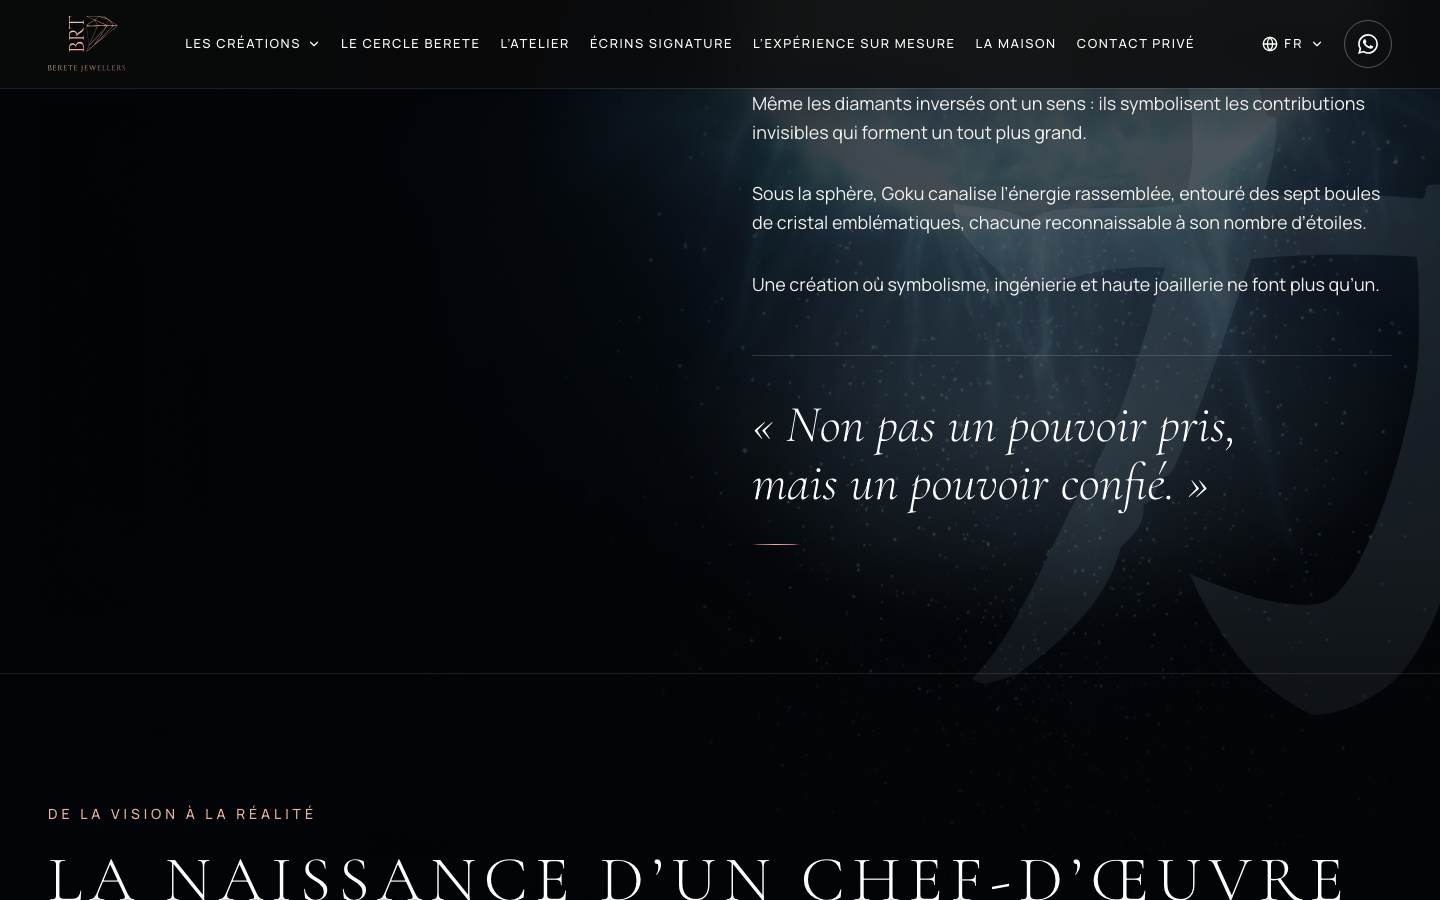 BRT
BERETE JEWELLERS
LES CRÉATIONS
LE CERCLE BERETE
L’ATELIER
ÉCRINS SIGNATURE
L’EXPÉRIENCE SUR MESURE
LA MAISON
CONTACT PRIVÉ
FR
Même les diamants inversés ont un sens : ils symbolisent les contributions
invisibles qui forment un tout plus grand.
Sous la sphère, Goku canalise l’énergie rassemblée, entouré des sept boules
de cristal emblématiques, chacune reconnaissable à son nombre d’étoiles.
Une création où symbolisme, ingénierie et haute joaillerie ne font plus qu’un.
« Non pas un pouvoir pris,
mais un pouvoir confié. »
DE LA VISION À LA RÉALITÉ
LA NAISSANCE D’UN CHEF-D’ŒUVRE